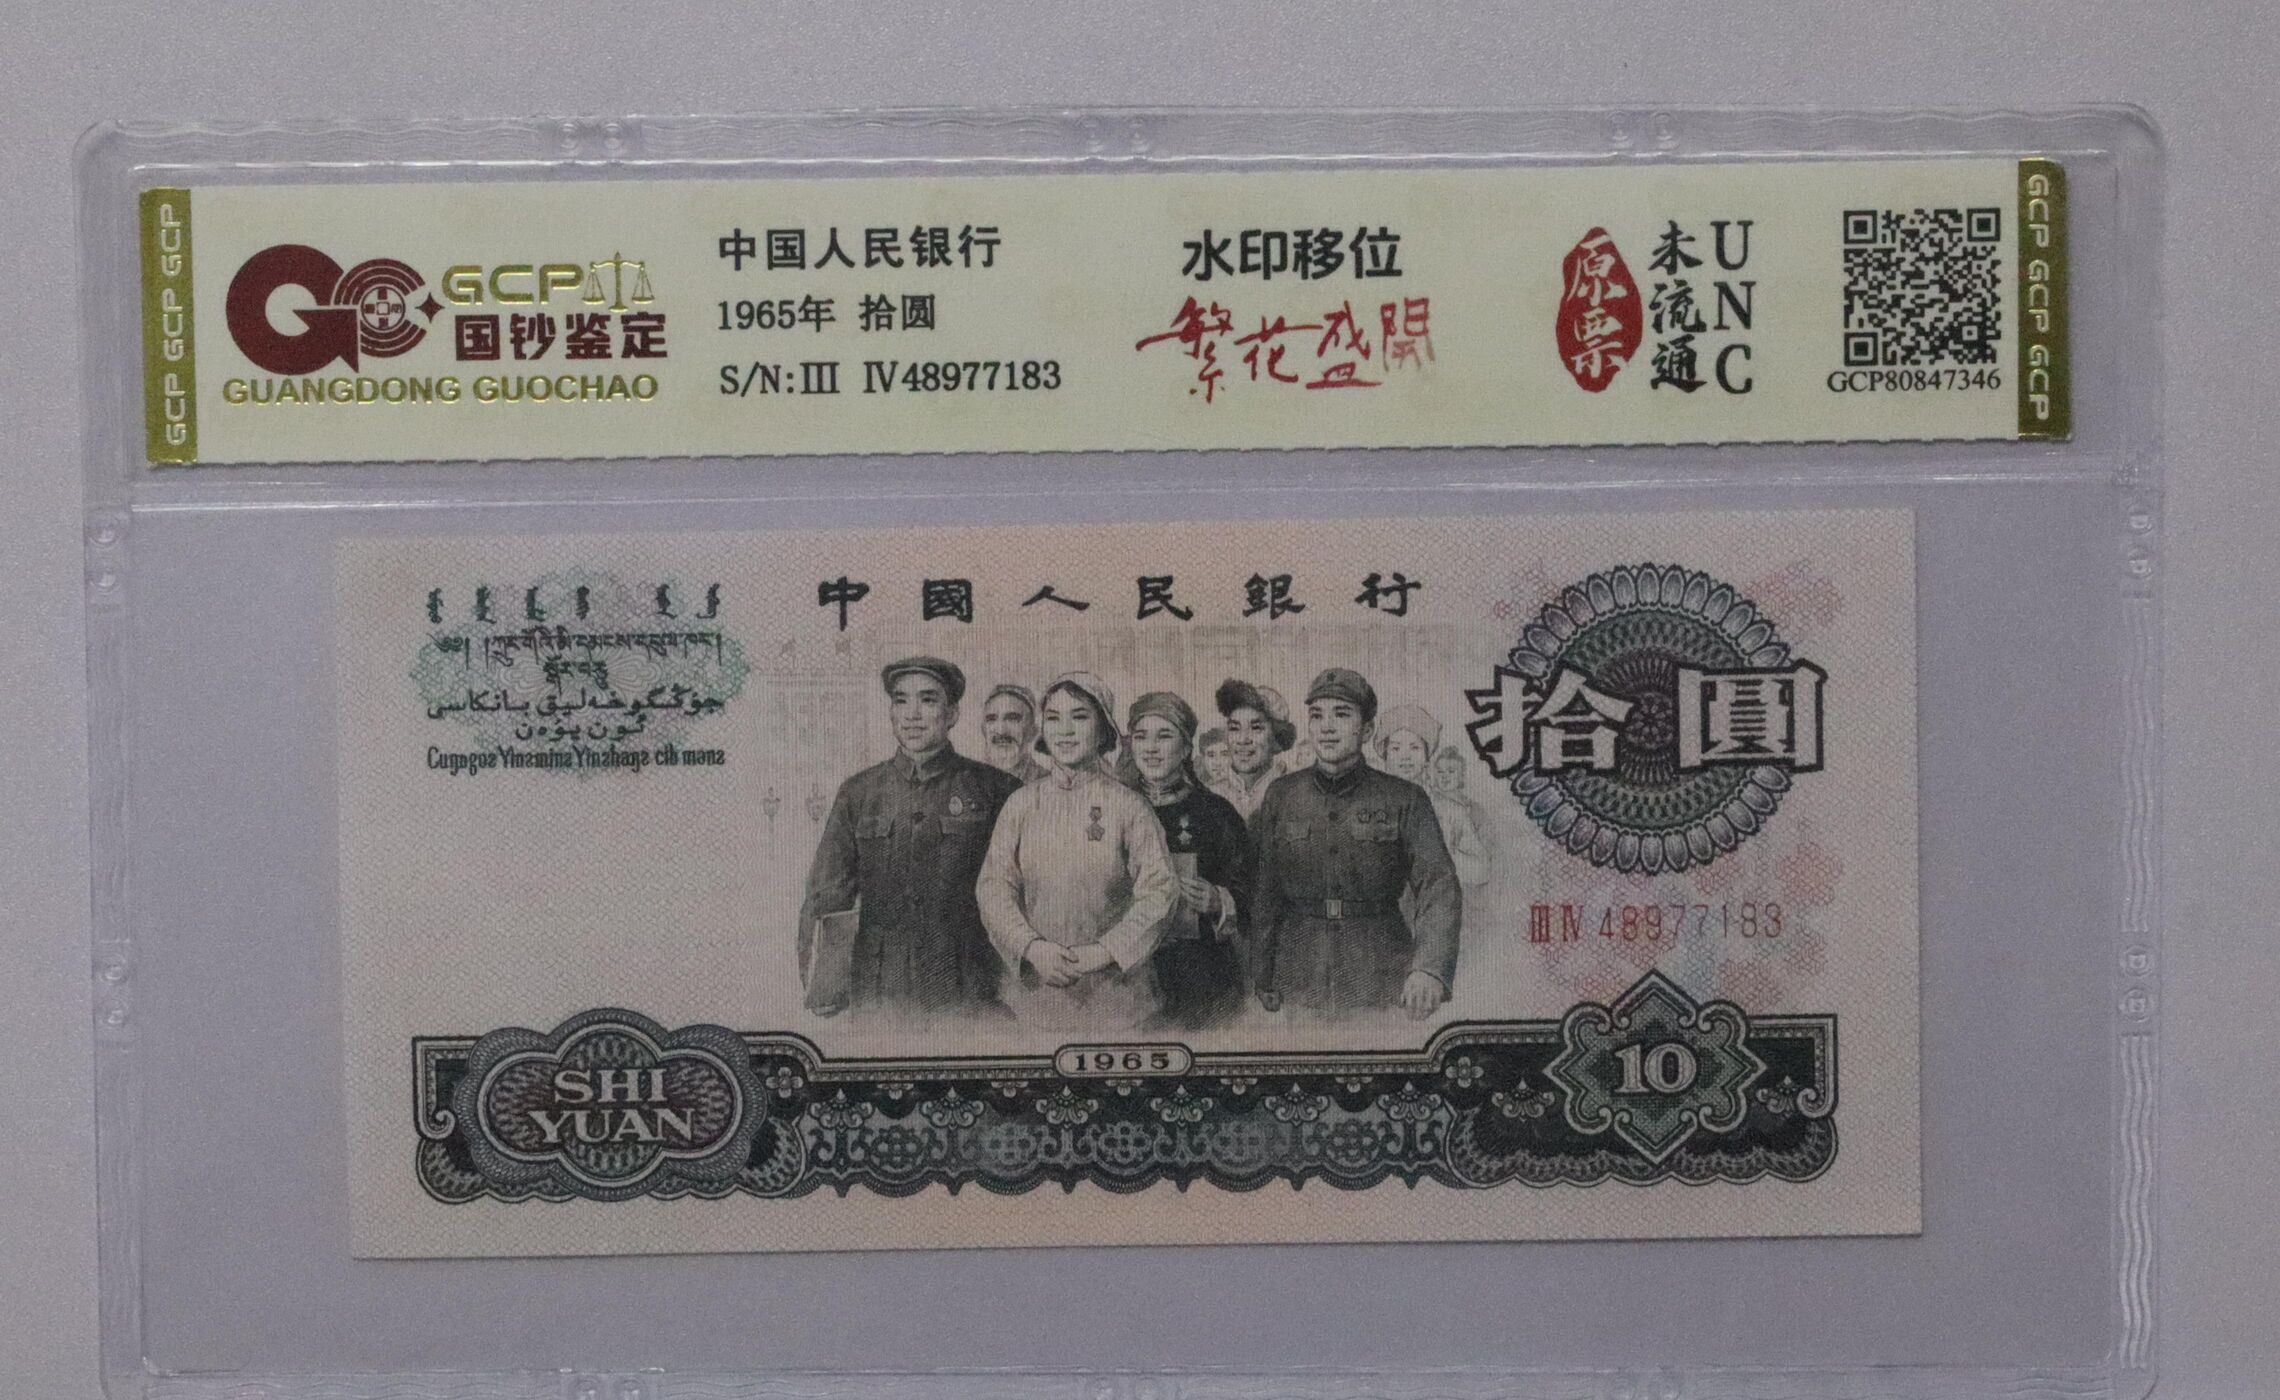 GCP GCP GCP
GCP
国钞鉴定
GUANGDONG GUOCHAO
中国人民银行
1965年 拾圆
S/N:III IV48977183
水印移位
繁花盛開
原票
未流通
UNC
GCP80847346
GCP GCP GCP
中國人民銀行
拾圓
Cungogoz Yinzminz Yinzhangz cib maenz
III IV 48977183
1965
SHI
YUAN
10